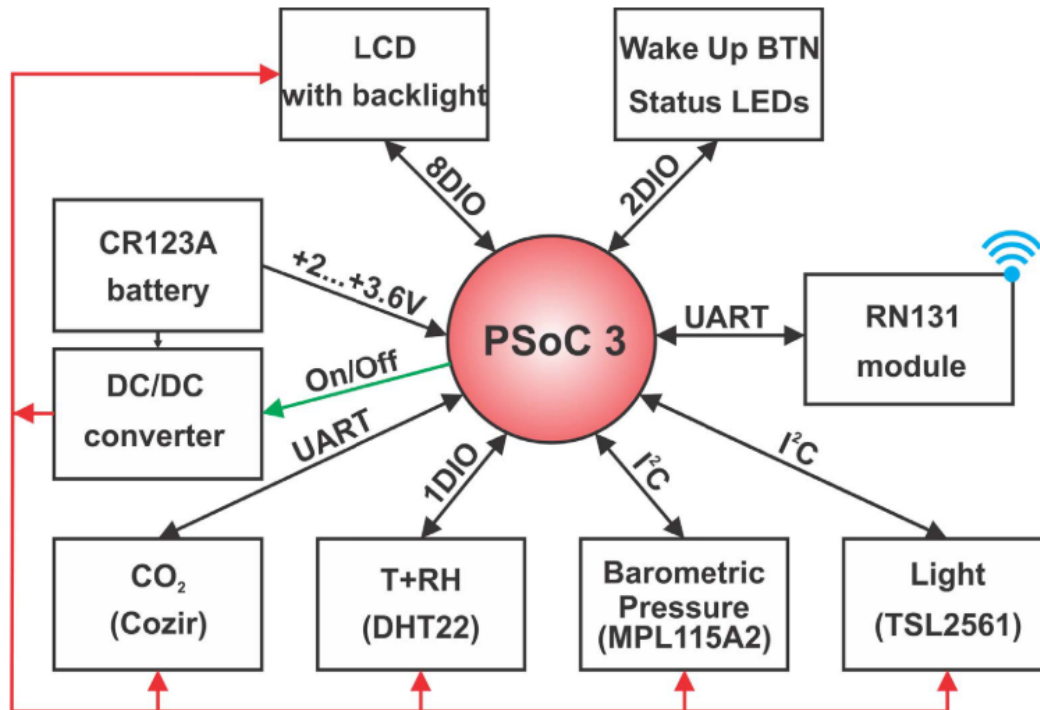 LCD
with backlight
Wake Up BTN
Status LEDs
8DIO
2DIO
CR123A
battery
+2...+3.6V
PSoC 3
UART
RN131
module
DC/DC
converter
On/Off
UART
1DIO
I²C
I²C
CO₂
(Cozir)
T+RH
(DHT22)
Barometric
Pressure
(MPL115A2)
Light
(TSL2561)